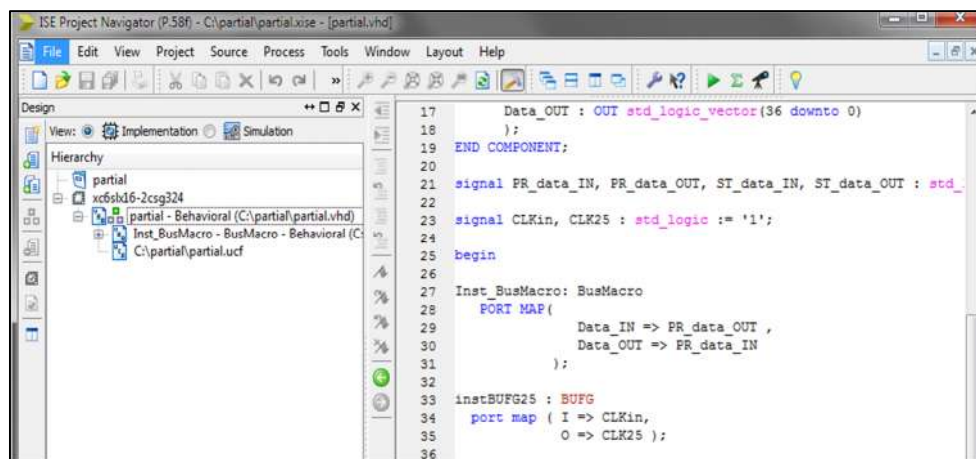 ISE Project Navigator (P.58f) - C:\partial\partial.xise - [partial.vhd]
File Edit View Project Source Process Tools Window Layout Help
Design
View: Implementation Simulation
Hierarchy
partial
xc6slx16-2csg324
partial - Behavioral (C:\partial\partial.vhd)
Inst_BusMacro - BusMacro - Behavioral (C:
C:\partial\partial.ucf
17 Data_OUT : OUT std_logic_vector(36 downto 0)
18 );
19 END COMPONENT;
20
21 signal PR_data_IN, PR_data_OUT, ST_data_IN, ST_data_OUT : std_
22
23 signal CLKin, CLK25 : std_logic := '1';
24
25 begin
26
27 Inst_BusMacro: BusMacro
28 PORT MAP(
29 Data_IN => PR_data_OUT ,
30 Data_OUT => PR_data_IN
31 );
32
33 instBUFG25 : BUFG
34 port map ( I => CLKin,
35 O => CLK25 );
36